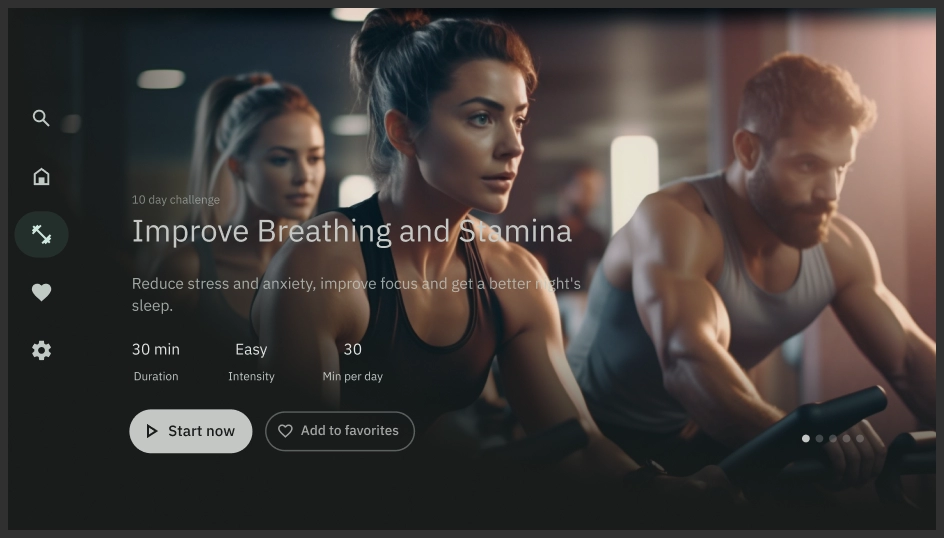 10 day challenge
Improve Breathing and Stamina
Reduce stress and anxiety, improve focus and get a better night's
sleep.
30 min Easy 30
Duration Intensity Min per day
Start now Add to favorites